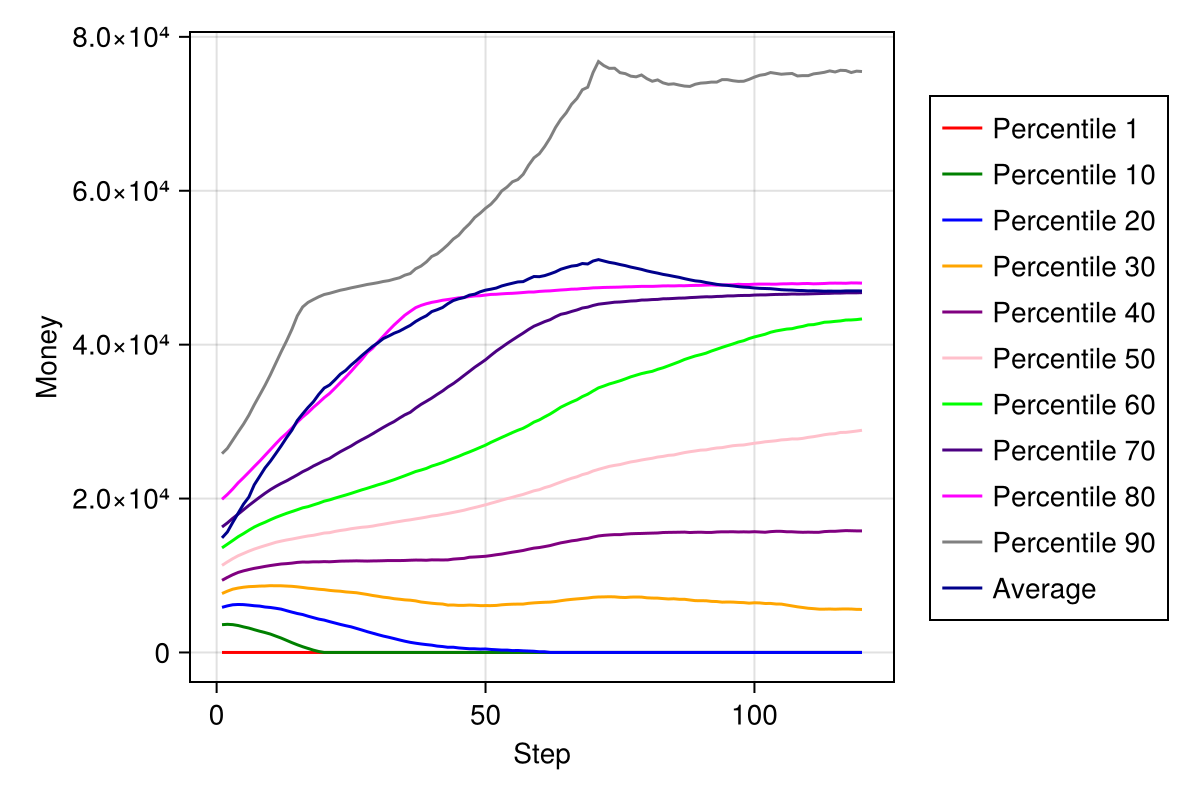 8.0×10⁴
6.0×10⁴
4.0×10⁴
2.0×10⁴
0
Money
0 50 100
Step
Percentile 1
Percentile 10
Percentile 20
Percentile 30
Percentile 40
Percentile 50
Percentile 60
Percentile 70
Percentile 80
Percentile 90
Average